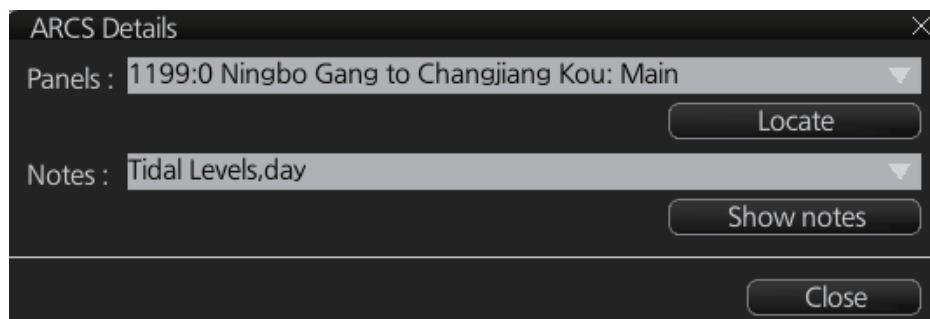 ARCS Details
Panels : 1199:0 Ningbo Gang to Changjiang Kou: Main
Locate
Notes : Tidal Levels,day
Show notes
Close